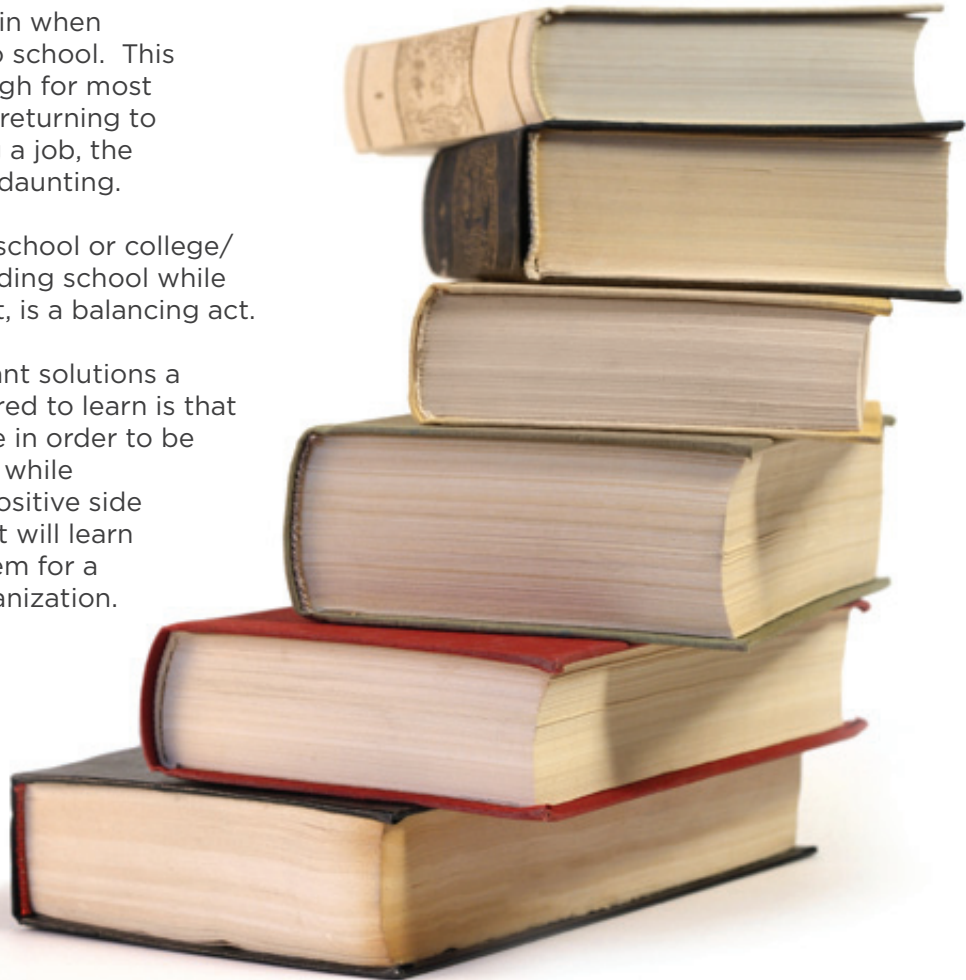 in when
o school.  This
gh for most
returning to
a job, the
daunting.
school or college/
ding school while
t, is a balancing act.
ant solutions a
red to learn is that
e in order to be
while
ositive side
t will learn
em for a
anization.